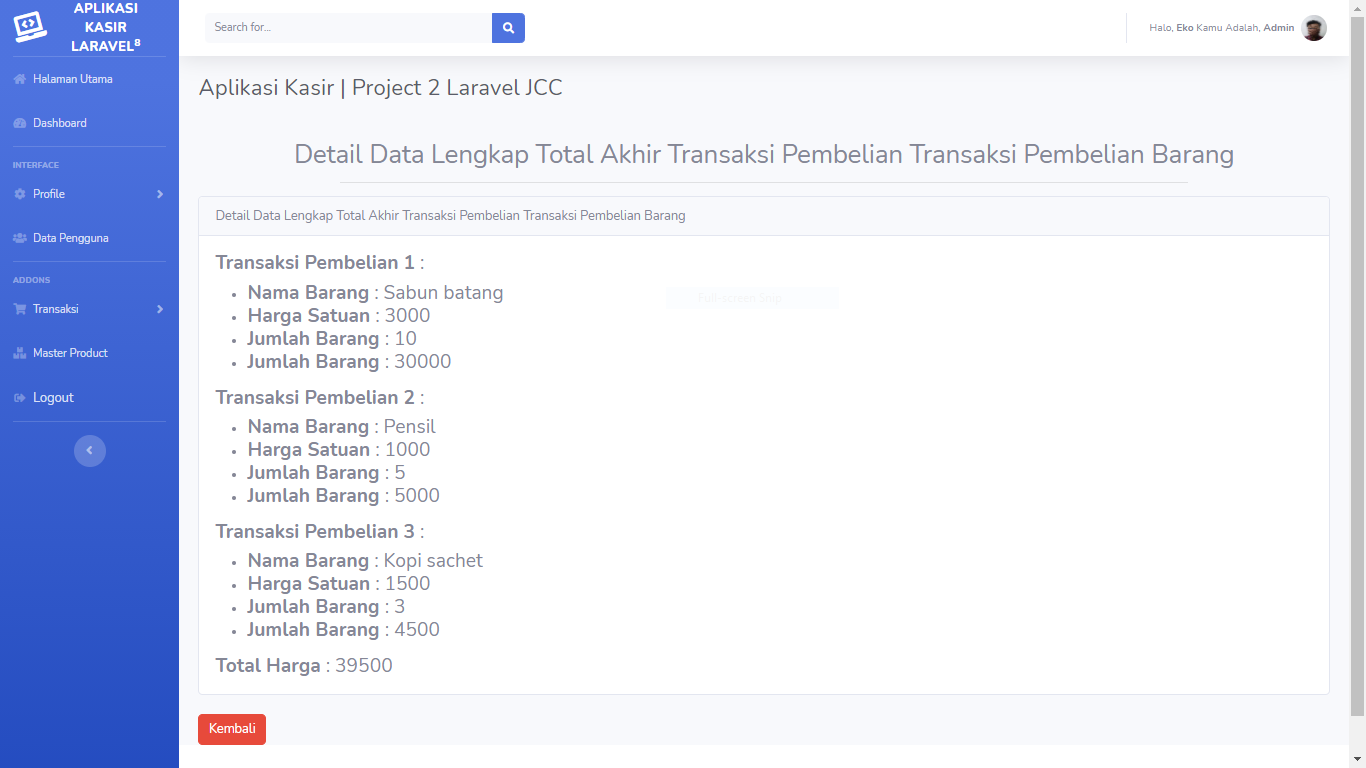 APLIKASI
KASIR
LARAVEL8
Halaman Utama
Dashboard
INTERFACE
Profile
Data Pengguna
ADDONS
Transaksi
Master Product
Logout
Search for...
Halo, Eko Kamu Adalah, Admin
Aplikasi Kasir | Project 2 Laravel JCC
Detail Data Lengkap Total Akhir Transaksi Pembelian Transaksi Pembelian Barang
Detail Data Lengkap Total Akhir Transaksi Pembelian Transaksi Pembelian Barang
Transaksi Pembelian 1 :
Nama Barang : Sabun batang
Harga Satuan : 3000
Jumlah Barang : 10
Jumlah Barang : 30000
Transaksi Pembelian 2 :
Nama Barang : Pensil
Harga Satuan : 1000
Jumlah Barang : 5
Jumlah Barang : 5000
Transaksi Pembelian 3 :
Nama Barang : Kopi sachet
Harga Satuan : 1500
Jumlah Barang : 3
Jumlah Barang : 4500
Total Harga : 39500
Kembali
Full-screen Snip